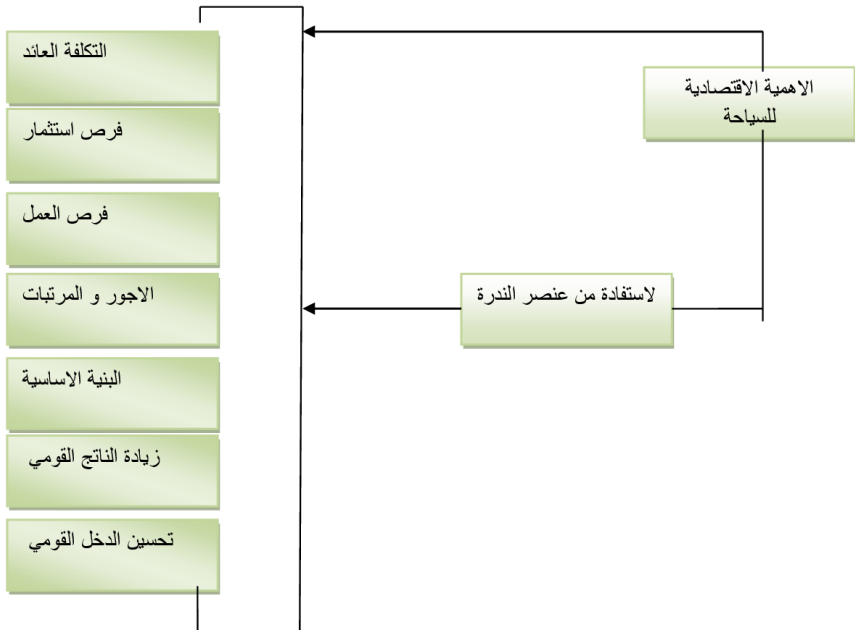 الاهمية الاقتصادية
للسياحة
لاستفادة من عنصر الندرة
التكلفة العائد
فرص استثمار
فرص العمل
الاجور و المرتبات
البنية الاساسية
زيادة الناتج القومي
تحسين الدخل القومي